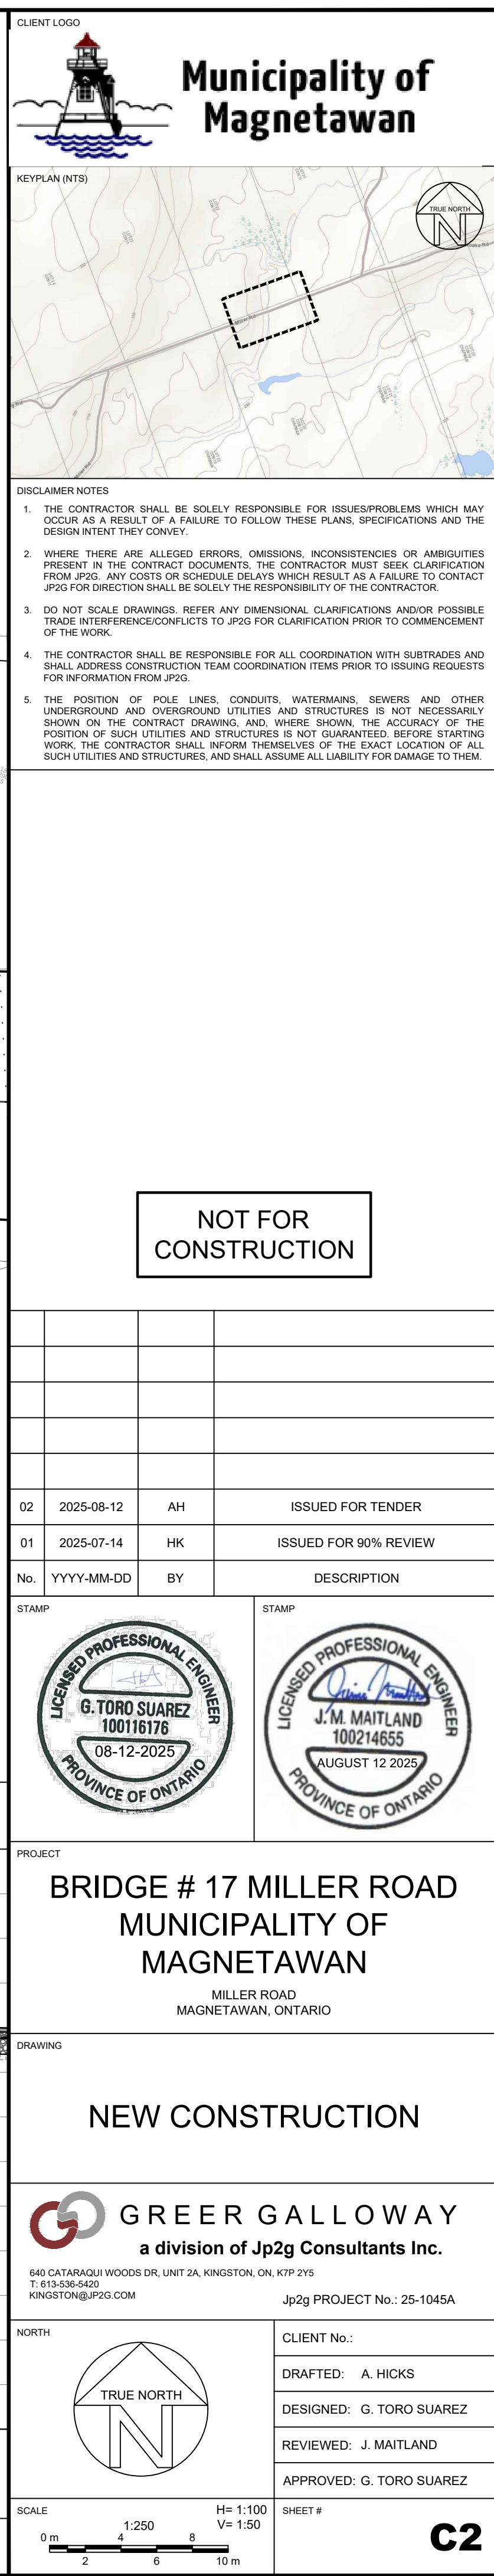 CLIENT LOGO
Municipality of
Magnetawan
KEYPLAN (NTS)
TRUE NORTH
N
Miller Rd
DISCLAIMER NOTES
1. THE CONTRACTOR SHALL BE SOLELY RESPONSIBLE FOR ISSUES/PROBLEMS WHICH MAY
OCCUR AS A RESULT OF A FAILURE TO FOLLOW THESE PLANS, SPECIFICATIONS AND THE
DESIGN INTENT THEY CONVEY.
2. WHERE THERE ARE ALLEGED ERRORS, OMISSIONS, INCONSISTENCIES OR AMBIGUITIES
PRESENT IN THE CONTRACT DOCUMENTS, THE CONTRACTOR MUST SEEK CLARIFICATION
FROM JP2G. ANY COSTS OR SCHEDULE DELAYS WHICH RESULT AS A FAILURE TO CONTACT
JP2G FOR DIRECTION SHALL BE SOLELY THE RESPONSIBILITY OF THE CONTRACTOR.
3. DO NOT SCALE DRAWINGS. REFER ANY DIMENSIONAL CLARIFICATIONS AND/OR POSSIBLE
TRADE INTERFERENCE/CONFLICTS TO JP2G FOR CLARIFICATION PRIOR TO COMMENCEMENT
OF THE WORK.
4. THE CONTRACTOR SHALL BE RESPONSIBLE FOR ALL COORDINATION WITH SUBTRADES AND
SHALL ADDRESS CONSTRUCTION TEAM COORDINATION ITEMS PRIOR TO ISSUING REQUESTS
FOR INFORMATION FROM JP2G.
5. THE POSITION OF POLE LINES, CONDUITS, WATERMAINS, SEWERS AND OTHER
UNDERGROUND AND OVERGROUND UTILITIES AND STRUCTURES IS NOT NECESSARILY
SHOWN ON THE CONTRACT DRAWING, AND, WHERE SHOWN, THE ACCURACY OF THE
POSITION OF SUCH UTILITIES AND STRUCTURES IS NOT GUARANTEED. BEFORE STARTING
WORK, THE CONTRACTOR SHALL INFORM THEMSELVES OF THE EXACT LOCATION OF ALL
SUCH UTILITIES AND STRUCTURES, AND SHALL ASSUME ALL LIABILITY FOR DAMAGE TO THEM.
NOT FOR
CONSTRUCTION
02 2025-08-12 AH ISSUED FOR TENDER
01 2025-07-14 HK ISSUED FOR 90% REVIEW
No. YYYY-MM-DD BY DESCRIPTION
STAMP
LICENSED PROFESSIONAL ENGINEER
G. TORO SUAREZ
100116176
08-12-2025
PROVINCE OF ONTARIO
STAMP
LICENSED PROFESSIONAL ENGINEER
J. M. MAITLAND
100214655
AUGUST 12 2025
PROVINCE OF ONTARIO
PROJECT
BRIDGE # 17 MILLER ROAD
MUNICIPALITY OF
MAGNETAWAN
MILLER ROAD
MAGNETAWAN, ONTARIO
DRAWING
NEW CONSTRUCTION
GREER GALLOWAY
a division of Jp2g Consultants Inc.
640 CATARAQUI WOODS DR, UNIT 2A, KINGSTON, ON, K7P 2Y5
T: 613-536-5420
KINGSTON@JP2G.COM
Jp2g PROJECT No.: 25-1045A
NORTH
TRUE NORTH
N
CLIENT No.:
DRAFTED: A. HICKS
DESIGNED: G. TORO SUAREZ
REVIEWED: J. MAITLAND
APPROVED: G. TORO SUAREZ
SCALE
1:250
H= 1:100
V= 1:50
0 m 4 8
2 6 10 m
SHEET #
C2